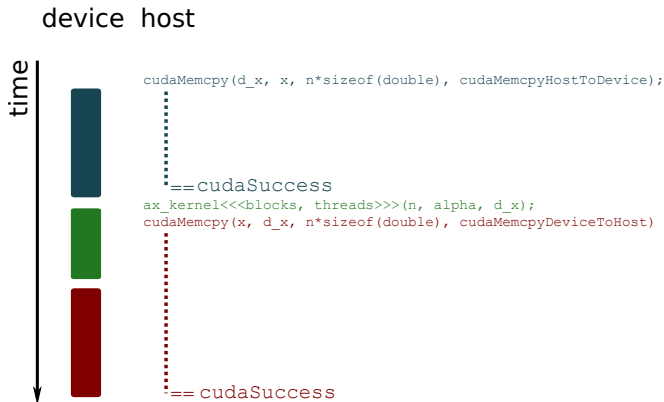 device host
time
cudaMemcpy(d_x, x, n*sizeof(double), cudaMemcpyHostToDevice);
==cudaSuccess
ax_kernel<<<blocks, threads>>>(n, alpha, d_x);
cudaMemcpy(x, d_x, n*sizeof(double), cudaMemcpyDeviceToHost)
==cudaSuccess